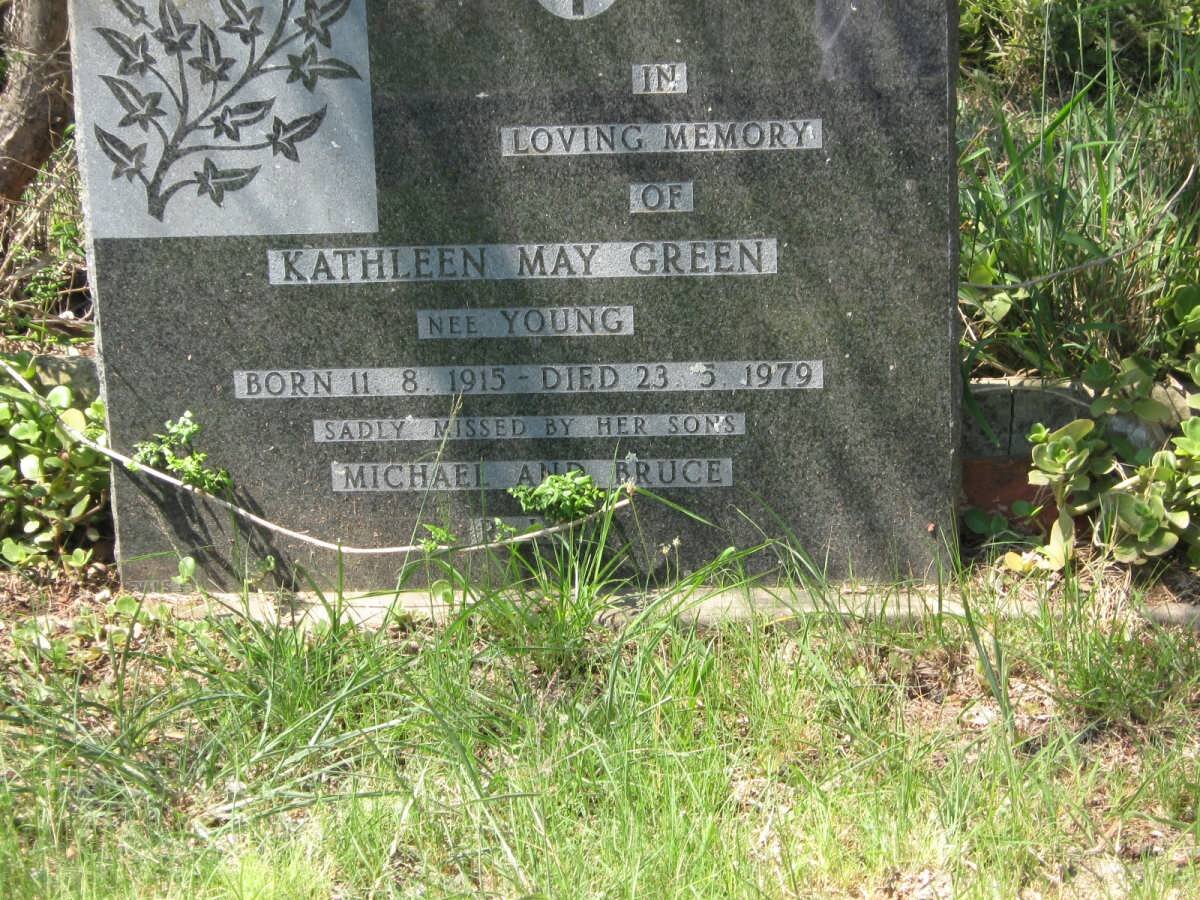 IN
LOVING MEMORY
OF
KATHLEEN MAY GREEN
NEE YOUNG
BORN 11. 8. 1915 - DIED 23. 5. 1979
SADLY MISSED BY HER SONS
MICHAEL AND BRUCE